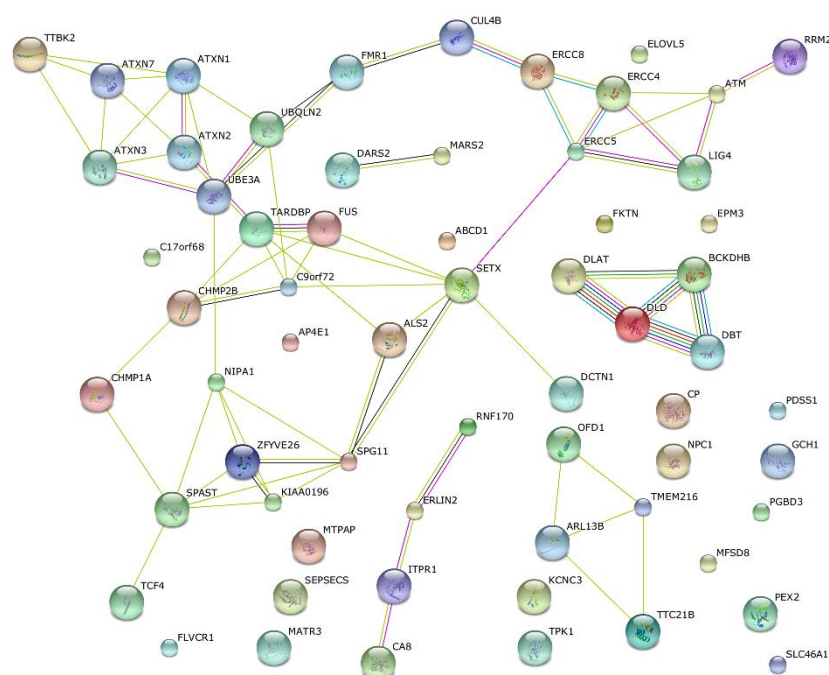 CUL4B
TTBK2
ATXN7
ATXN1
FMR1
ERCC8
ELOVL5
RRM2
ERCC4
ATM
UBQLN2
ATXN2
ATXN3
DARS2
MARS2
ERCC5
LIG4
UBE3A
TARDBP
FUS
FKTN
EPM3
ABCD1
C17orf68
DLAT
BCKDHB
C9orf72
SETX
CHMP2B
DLD
ALS2
DBT
AP4E1
NIPA1
DCTN1
CHMP1A
CP
PDSS1
RNF170
OFD1
ZFYVE26
SPG11
NPC1
GCH1
SPAST
KIAA0196
ERLIN2
TMEM216
PGBD3
MTPAP
ARL13B
ITPR1
MFSD8
TCF4
SEPSECS
KCNC3
PEX2
TTC21B
FLVCR1
MATR3
CA8
TPK1
SLC46A1